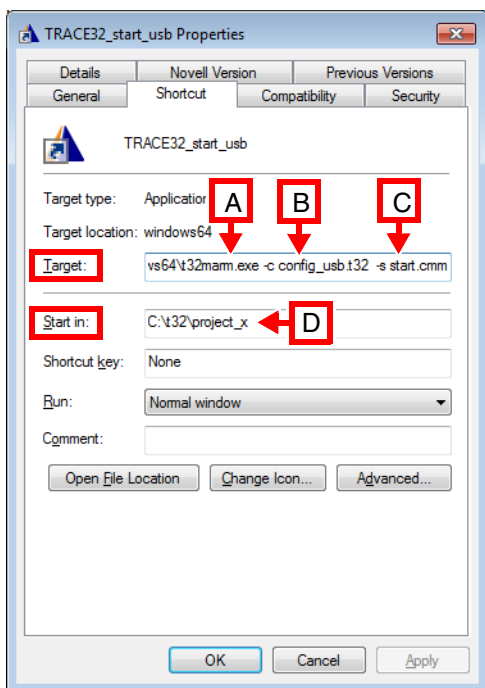 TRACE32_start_usb Properties
Details Novell Version Previous Versions
General Shortcut Compatibility Security
TRACE32_start_usb
Target type: Application
A B C
Target location: windows64
Target: vs64\t32marm.exe -c config_usb.t32 -s start.cmm
Start in: C:\t32\project_x D
Shortcut key: None
Run: Normal window
Comment:
Open File Location Change Icon... Advanced...
OK Cancel Apply